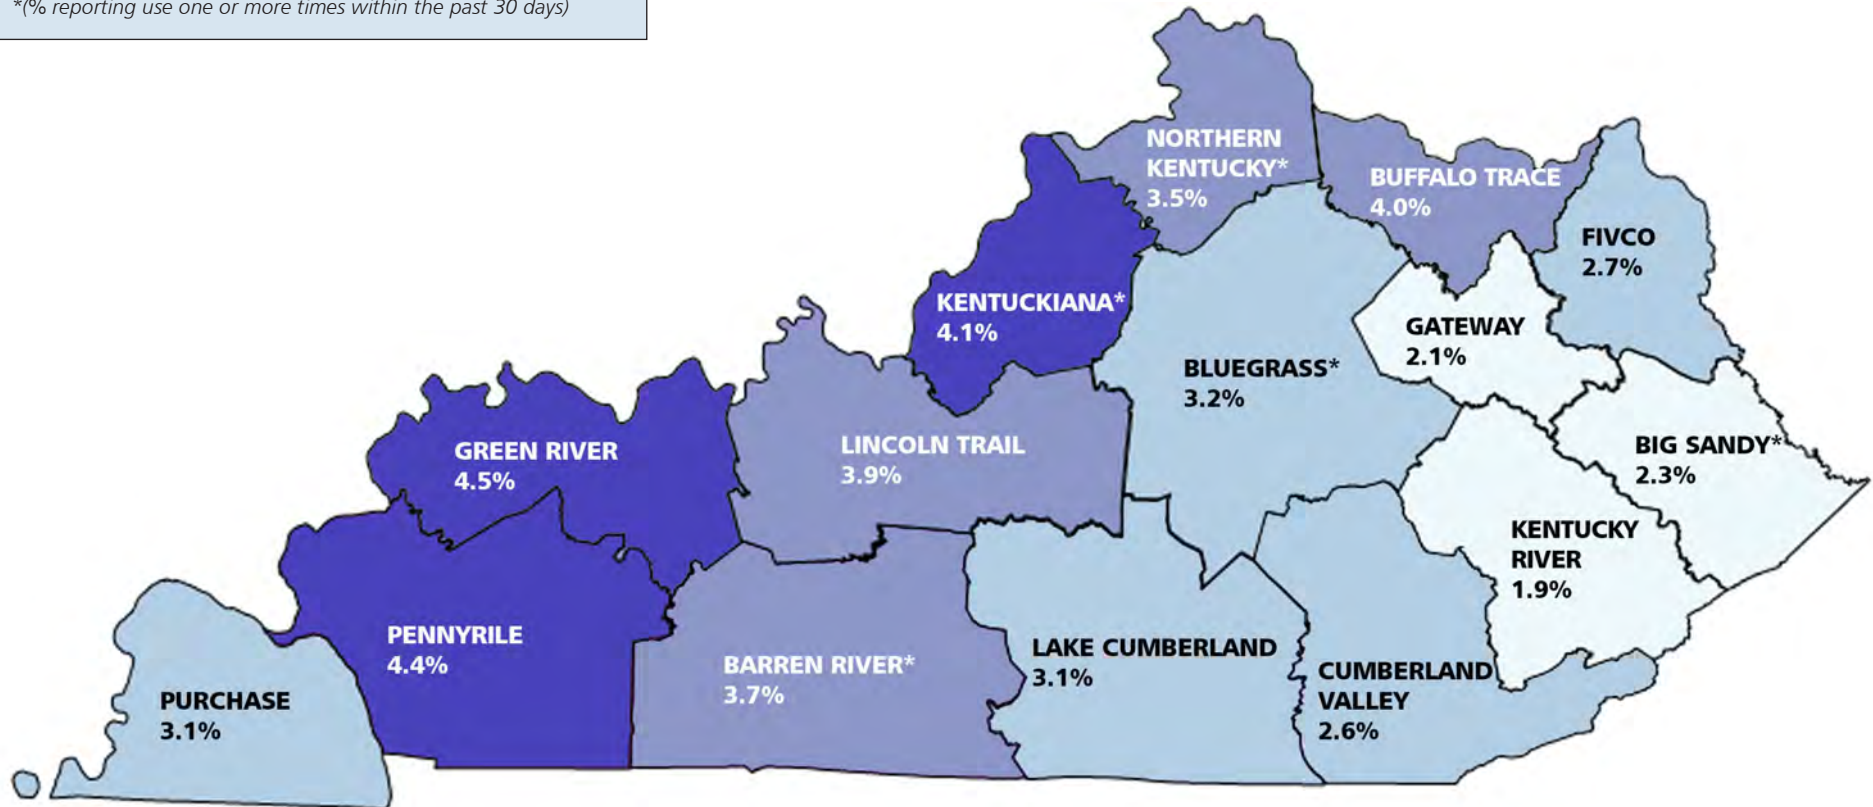 *(% reporting use one or more times within the past 30 days)
NORTHERN
KENTUCKY*
3.5%
BUFFALO TRACE
4.0%
FIVCO
2.7%
KENTUCKIANA*
4.1%
GATEWAY
2.1%
BLUEGRASS*
3.2%
GREEN RIVER
4.5%
LINCOLN TRAIL
3.9%
BIG SANDY*
2.3%
KENTUCKY
RIVER
1.9%
PENNYRILE
4.4%
BARREN RIVER*
3.7%
LAKE CUMBERLAND
3.1%
CUMBERLAND
VALLEY
2.6%
PURCHASE
3.1%